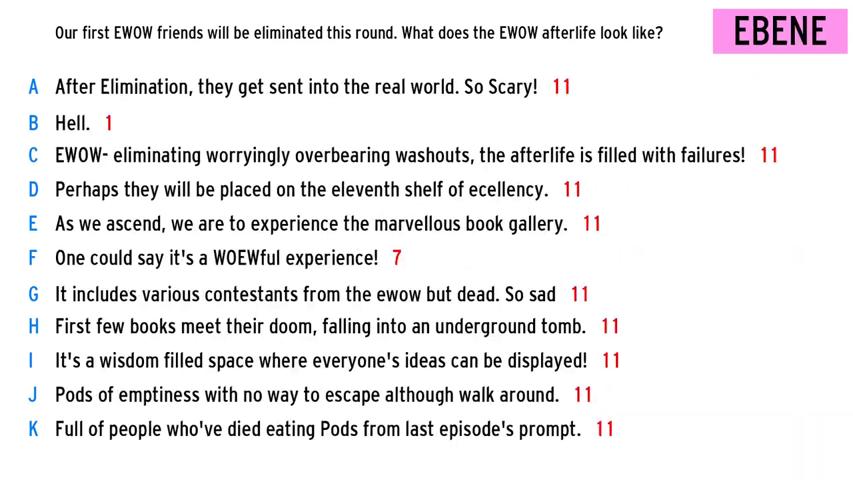 Our first EWOW friends will be eliminated this round. What does the EWOW afterlife look like?
EBENE
A After Elimination, they get sent into the real world. So Scary! 11
B Hell. 1
C EWOW- eliminating worryingly overbearing washouts, the afterlife is filled with failures! 11
D Perhaps they will be placed on the eleventh shelf of ecellency. 11
E As we ascend, we are to experience the marvellous book gallery. 11
F One could say it's a WOEWful experience! 7
G It includes various contestants from the ewow but dead. So sad 11
H First few books meet their doom, falling into an underground tomb. 11
I It's a wisdom filled space where everyone's ideas can be displayed! 11
J Pods of emptiness with no way to escape although walk around. 11
K Full of people who've died eating Pods from last episode's prompt. 11